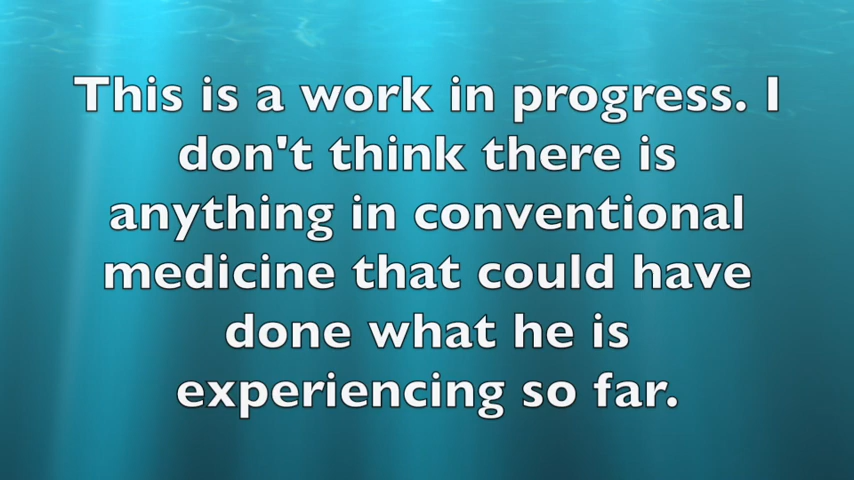 This is a work in progress. I
don't think there is
anything in conventional
medicine that could have
done what he is
experiencing so far.